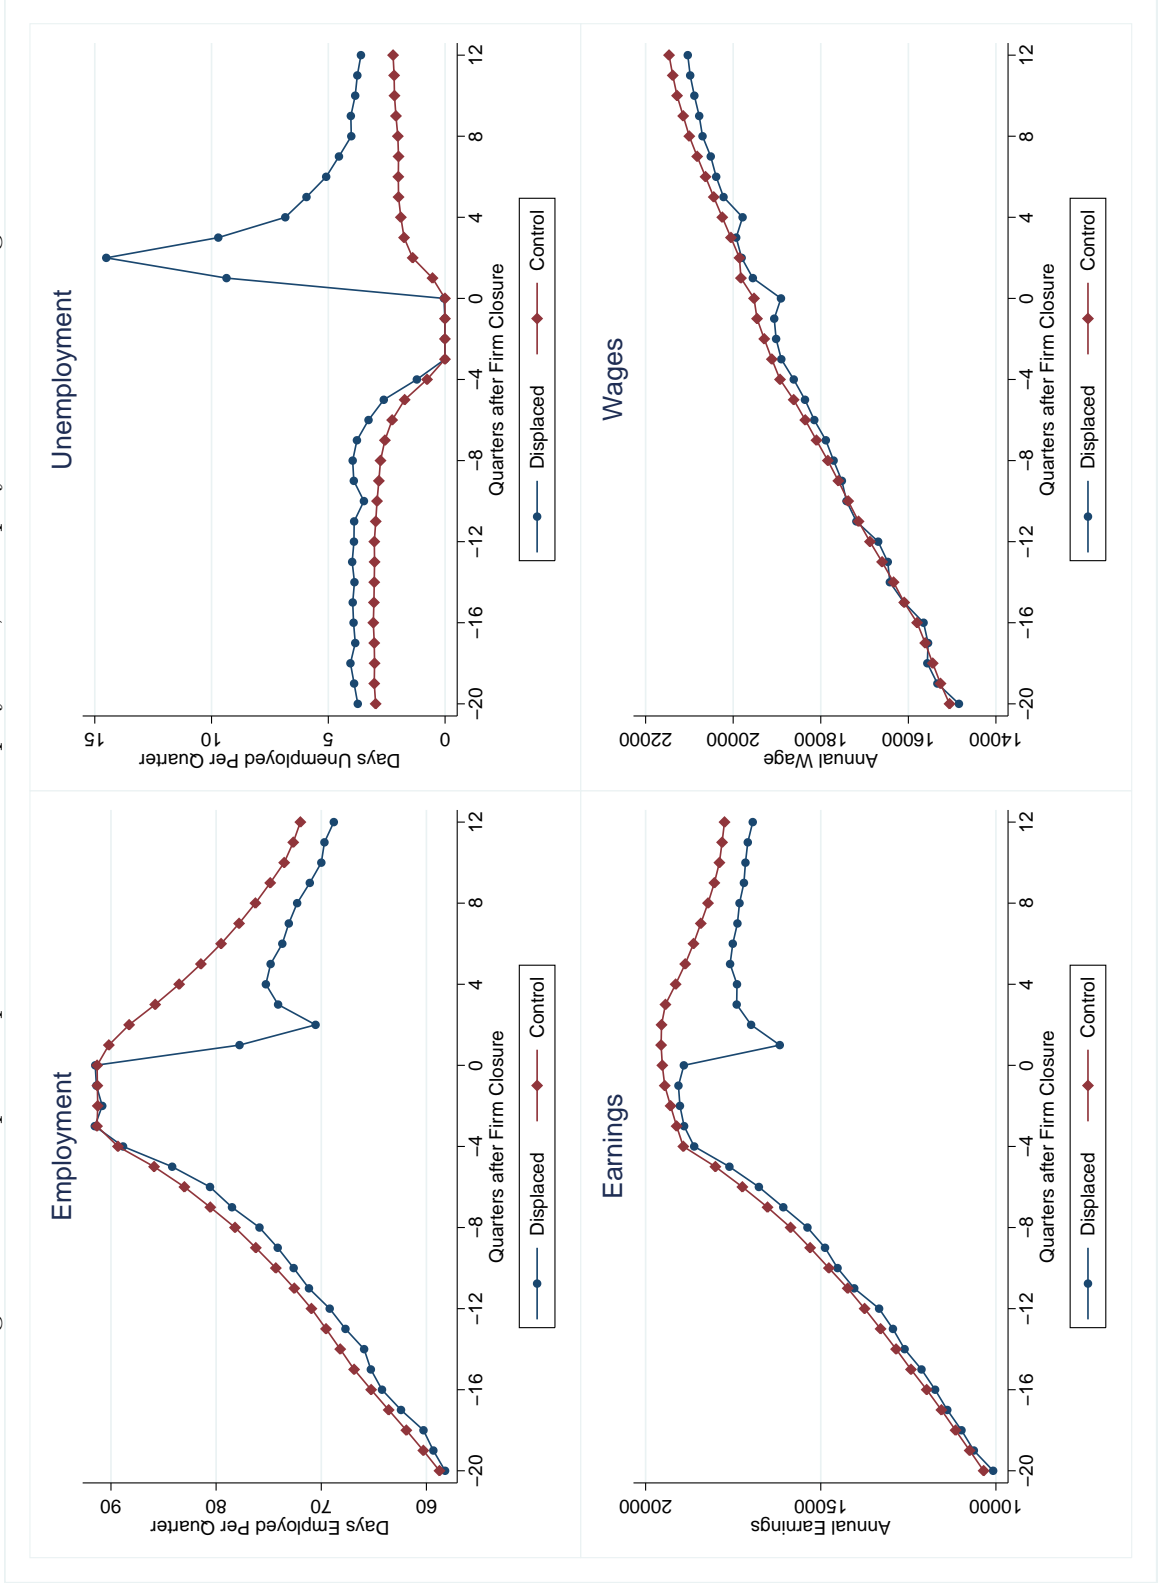 Employment
Days Employed Per Quarter
60 70 80 90
−20 −16 −12 −8 −4 0 4 8 12
Quarters after Firm Closure
Displaced Control
Unemployment
Days Unemployed Per Quarter
0 5 10 15
−20 −16 −12 −8 −4 0 4 8 12
Quarters after Firm Closure
Displaced Control
Earnings
Annual Earnings
10000 15000 20000
−20 −16 −12 −8 −4 0 4 8 12
Quarters after Firm Closure
Displaced Control
Wages
Annual Wage
14000 16000 18000 20000 22000
−20 −16 −12 −8 −4 0 4 8 12
Quarters after Firm Closure
Displaced Control